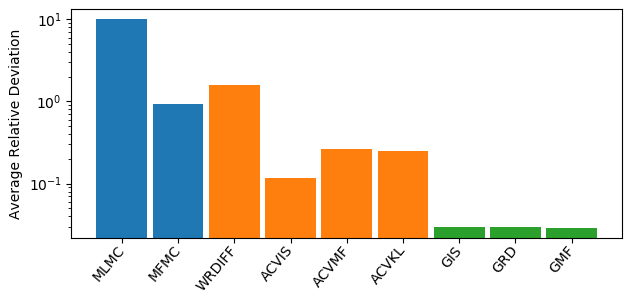 Average Relative Deviation
10¹
10⁰
10⁻¹
MLMC
MFMC
WRDIFF
ACVIS
ACVMF
ACVKL
GIS
GRD
GMF